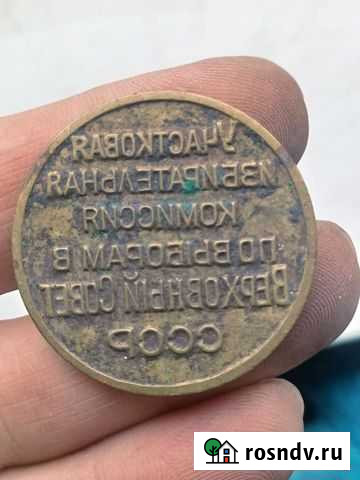 Участковая
избирательная
комиссия
по выборам в
Верховный Совет
СССР
rosndv.ru